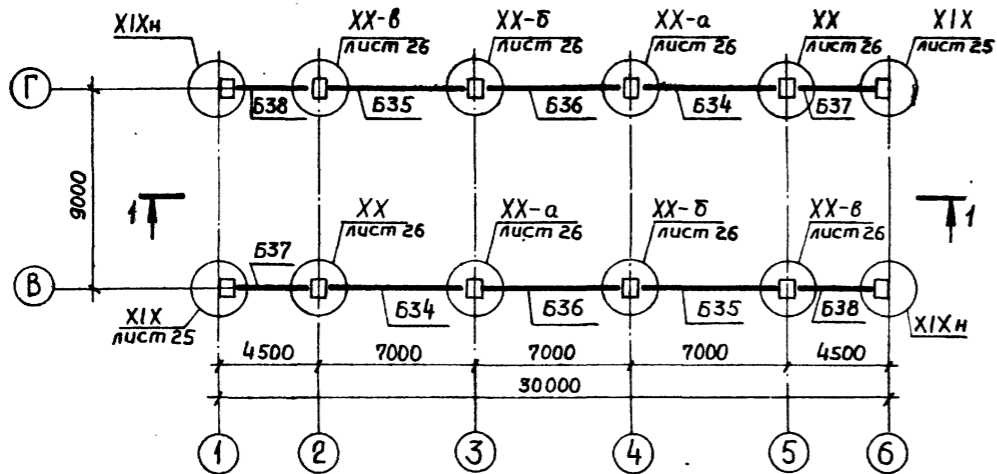 XIXн
XX-в
лист 26
XX-б
лист 26
XX-а
лист 26
XX
лист 26
XIX
лист 25
Г
Б38
Б35
Б36
Б34
Б37
9000
1
1
XX
лист 26
XX-а
лист 26
XX-б
лист 26
XX-в
лист 26
Б37
В
Б34
Б36
Б35
Б38
XIX
лист 25
XIXн
4500
7000
7000
7000
4500
30000
1
2
3
4
5
6